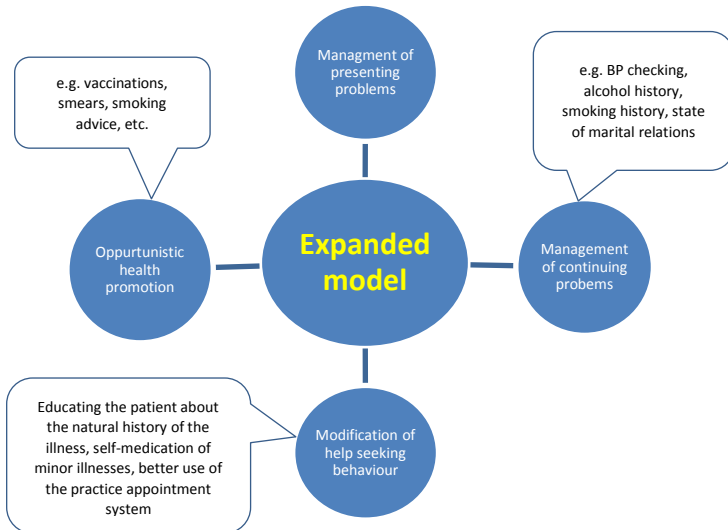 Managment of
presenting
problems
e.g. vaccinations,
smears, smoking
advice, etc.
e.g. BP checking,
alcohol history,
smoking history, state
of marital relations
Oppurtunistic
health
promotion
Expanded
model
Management
of continuing
probems
Educating the patient about
the natural history of the
illness, self-medication of
minor illnesses, better use of
the practice appointment
system
Modification of
help seeking
behaviour